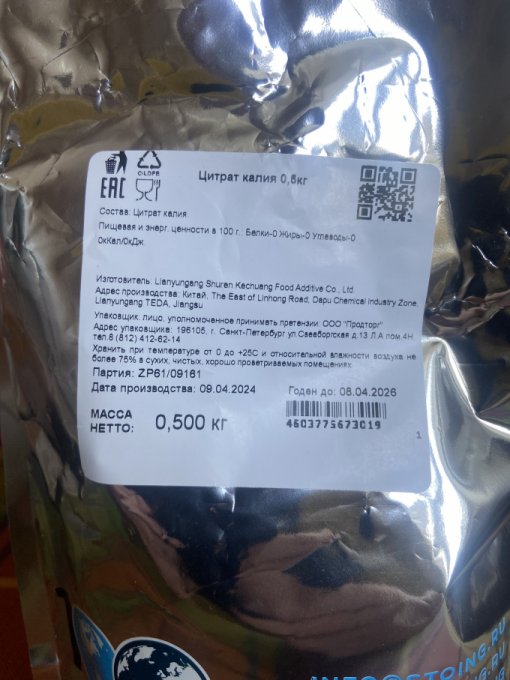 C/LDPE
EAC
Цитрат калия 0,5кг
Состав: Цитрат калия
Пищевая и энерг. ценности в 100 г.: Белки-0 Жиры-0 Углеводы-0
0кКал/0кДж
Изготовитель: Lianyungang Shuren Kechuang Food Additive Co., Ltd.
Адрес производства: Китай, The East of Linhong Road, Dapu Chemical Industry Zone,
Lianyungang TEDA, Jiangsu
Упаковщик, лицо, уполномоченное принимать претензии: ООО "Продторг"
Адрес упаковщика: 196105, г. Санкт-Петербург ул.Свеаборгская д.13 Л А пом.4Н
тел.8 (812) 412-62-14
Хранить при температуре от 0 до +25С и относительной влажности воздуха не
более 75% в сухих, чистых, хорошо проветриваемых помещениях.
Партия: ZP61/09161
Дата производства: 09.04.2024
Годен до: 08.04.2026
МАССА
НЕТТО:
0,500 кг
4603775673019
1